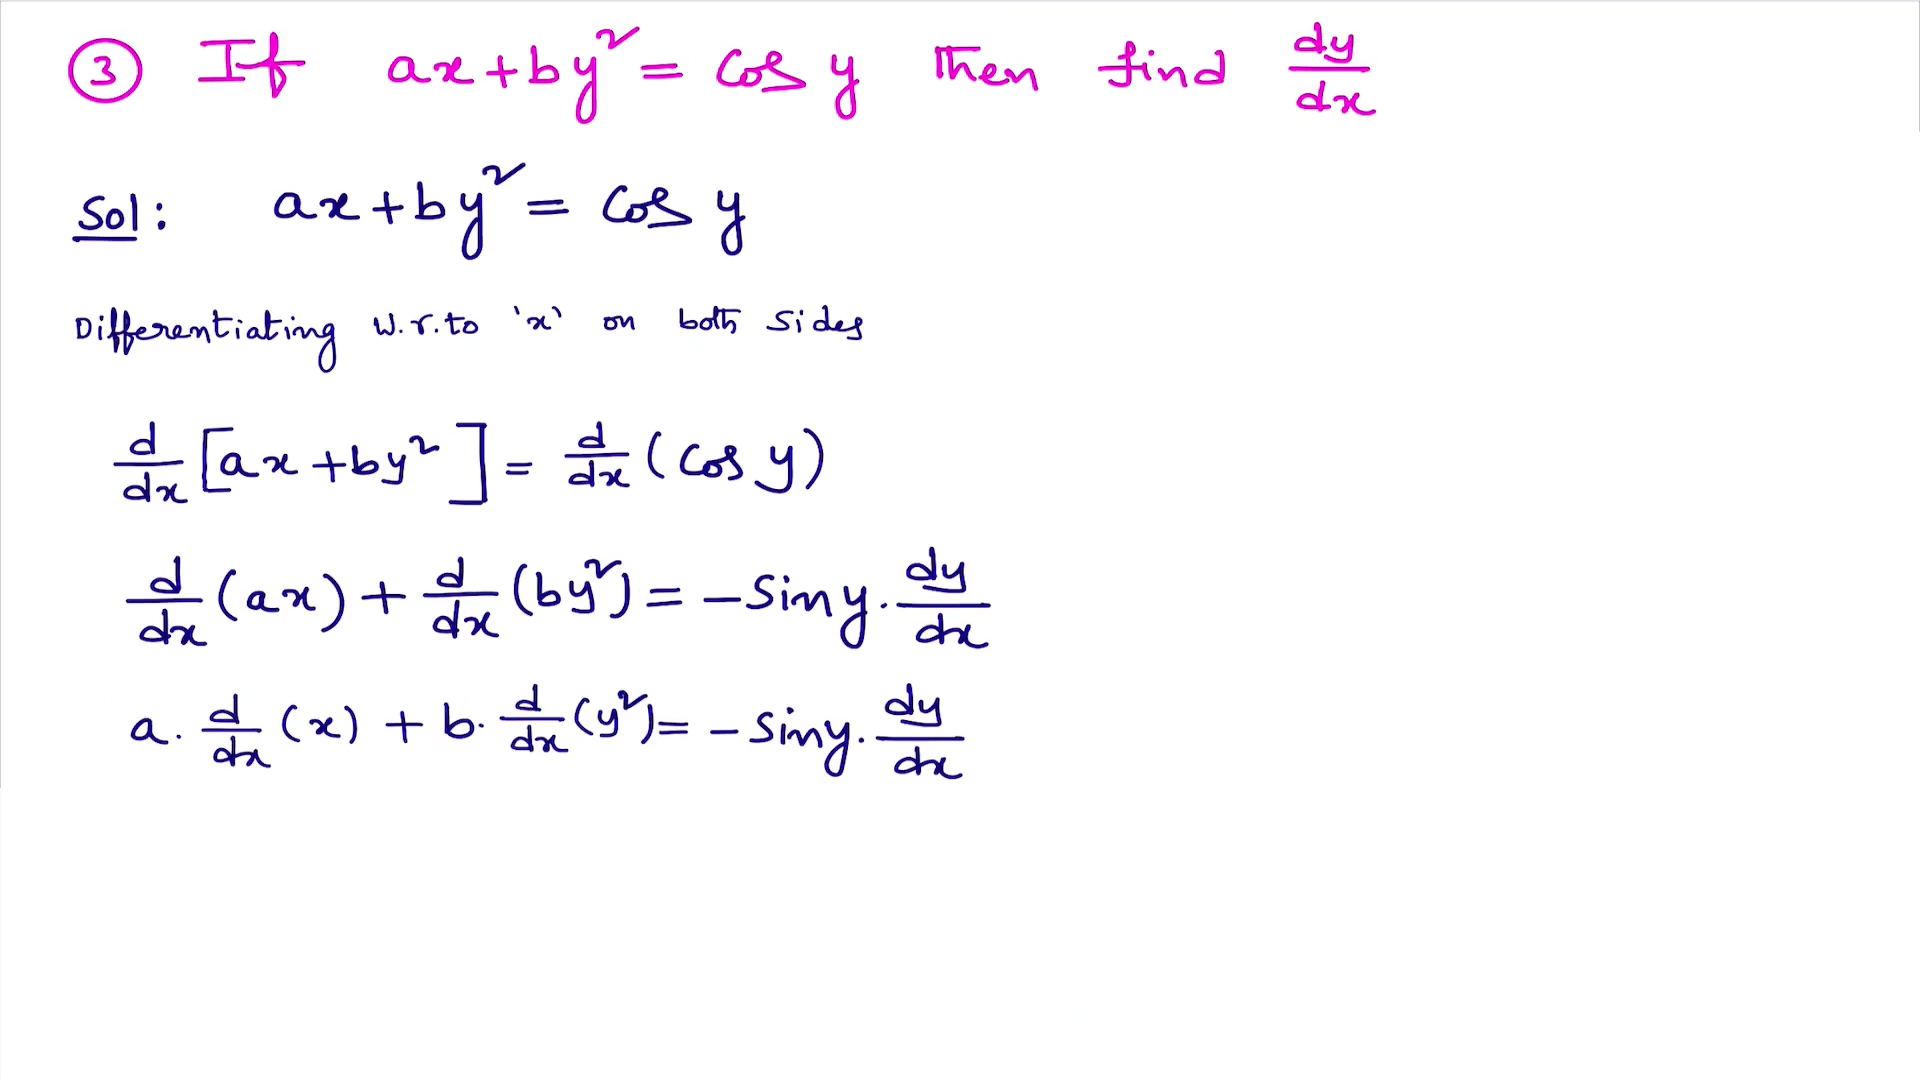 ③ If ax+by² = cos y then find dy/dx
Sol: ax+by² = cos y
Differentiating w.r.to 'x' on both sides
d/dx [ax+by²] = d/dx (cos y)
d/dx (ax) + d/dx (by²) = -sin y . dy/dx
a. d/dx (x) + b. d/dx (y²) = -sin y . dy/dx